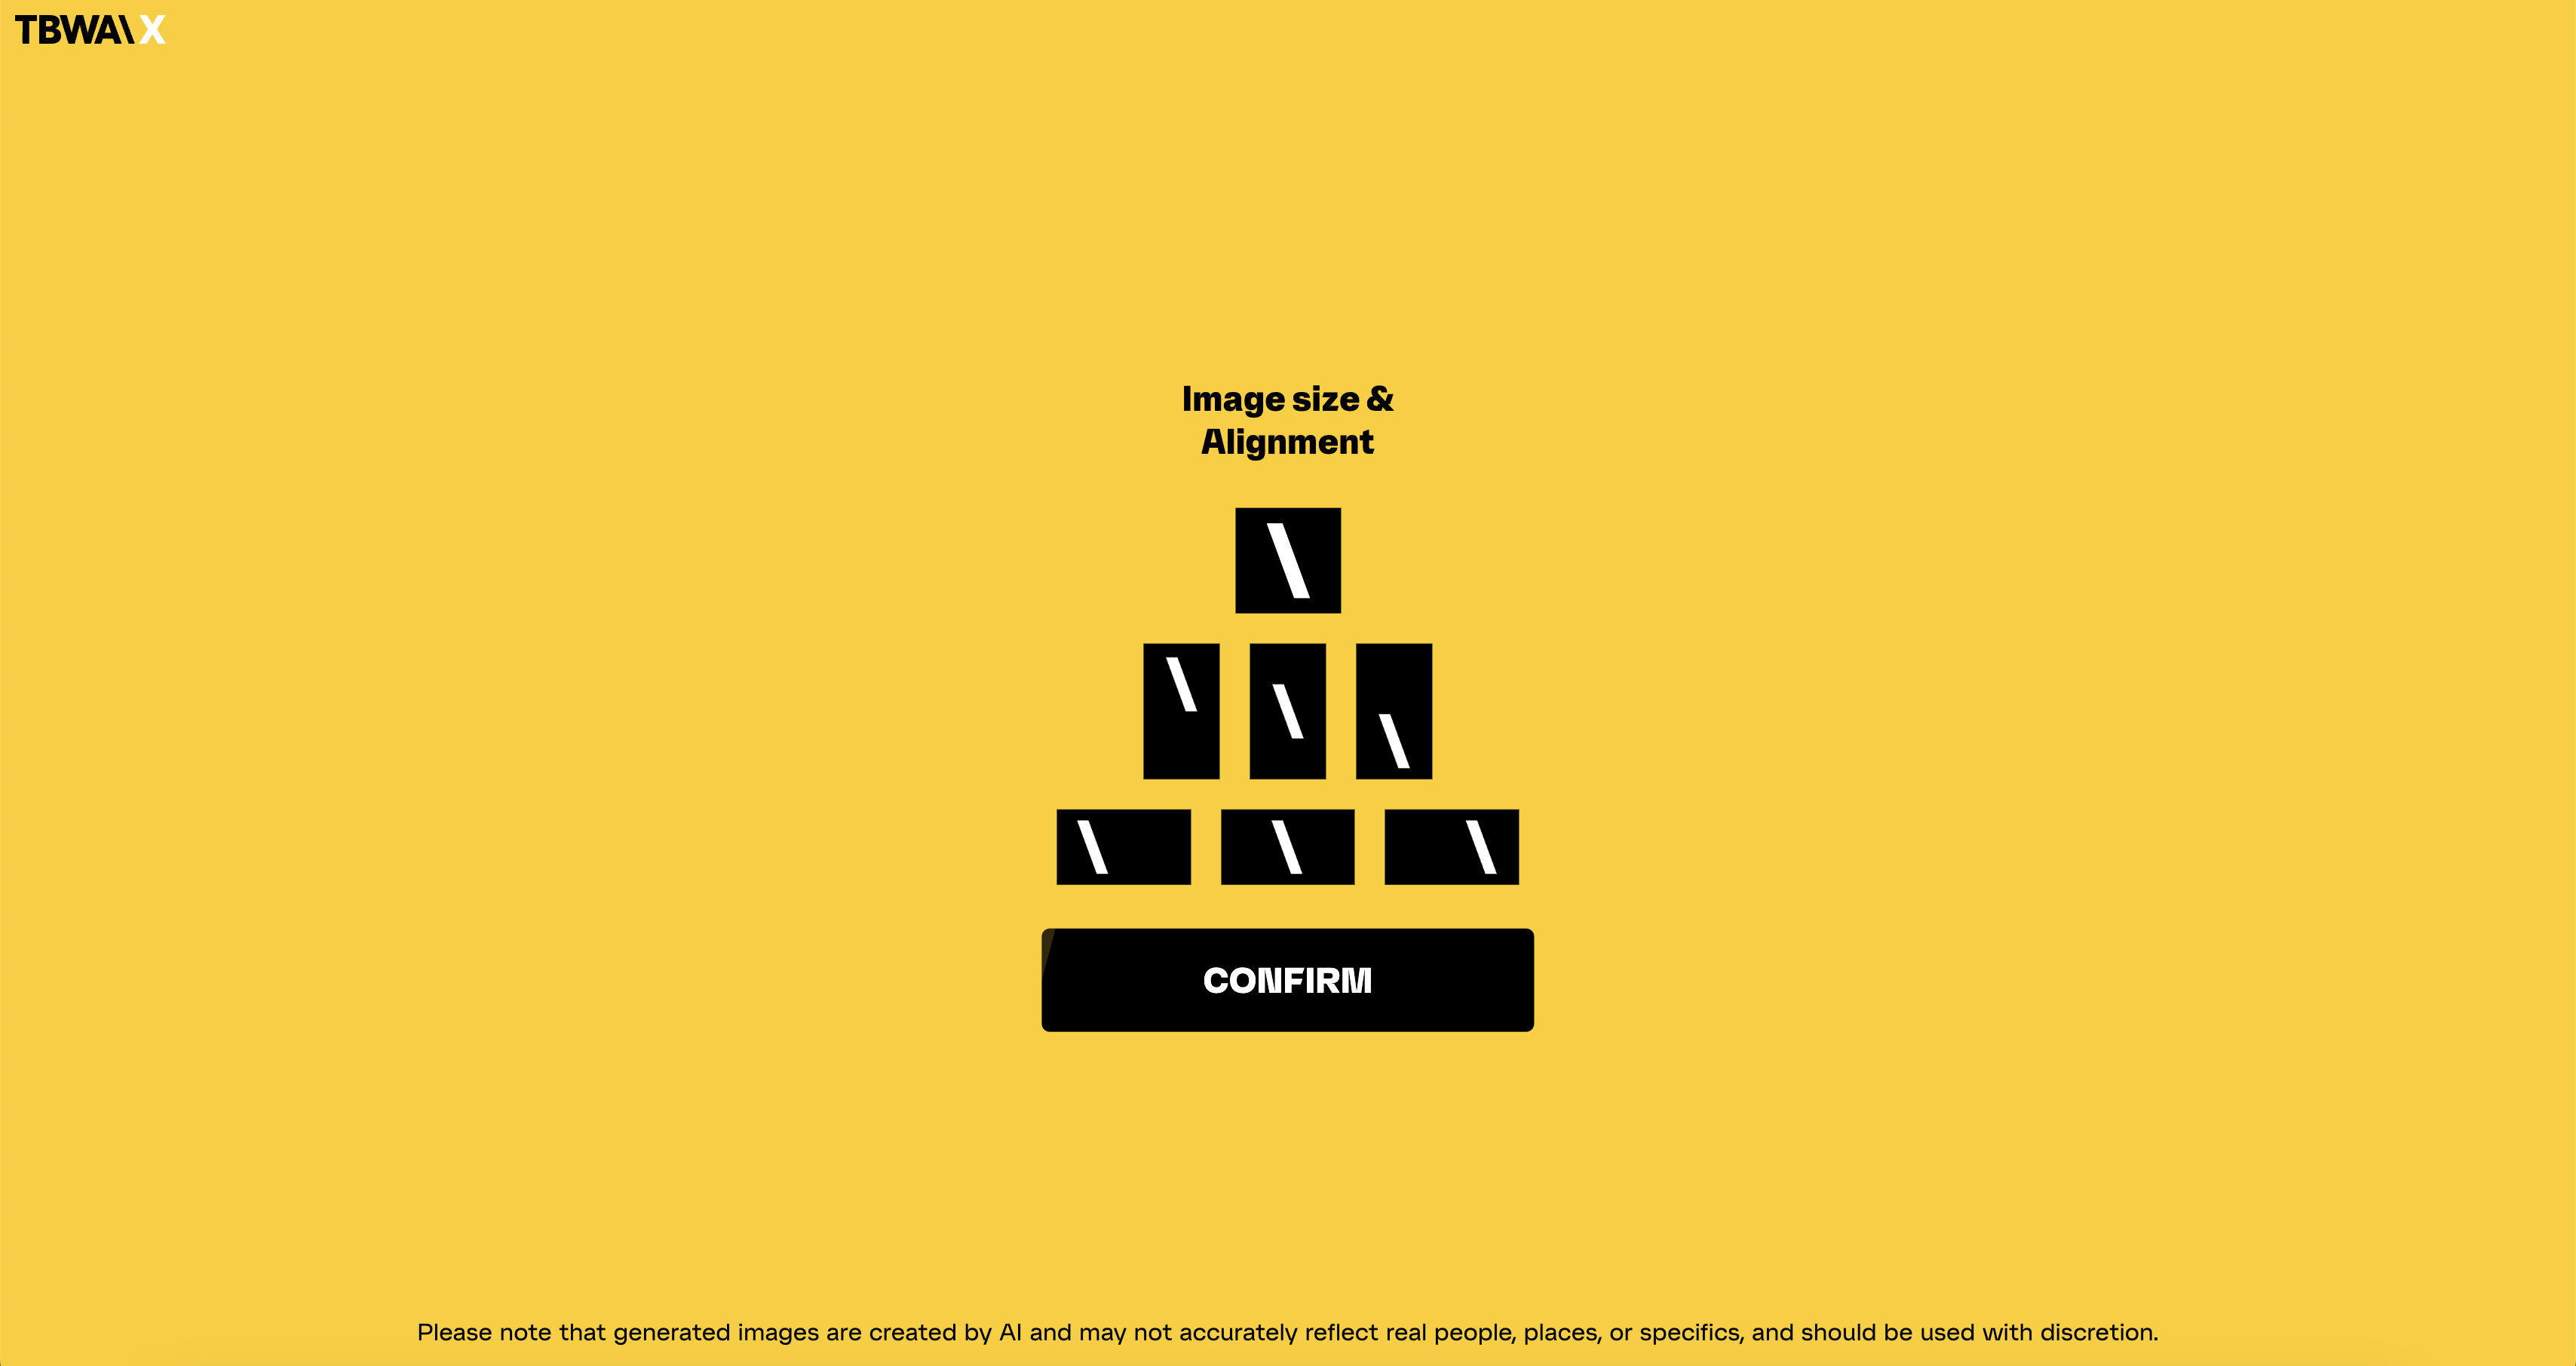 TBWA\ X
Image size &
Alignment
\
\ \ \
\ \ \
CONFIRM
Please note that generated images are created by AI and may not accurately reflect real people, places, or specifics, and should be used with discretion.